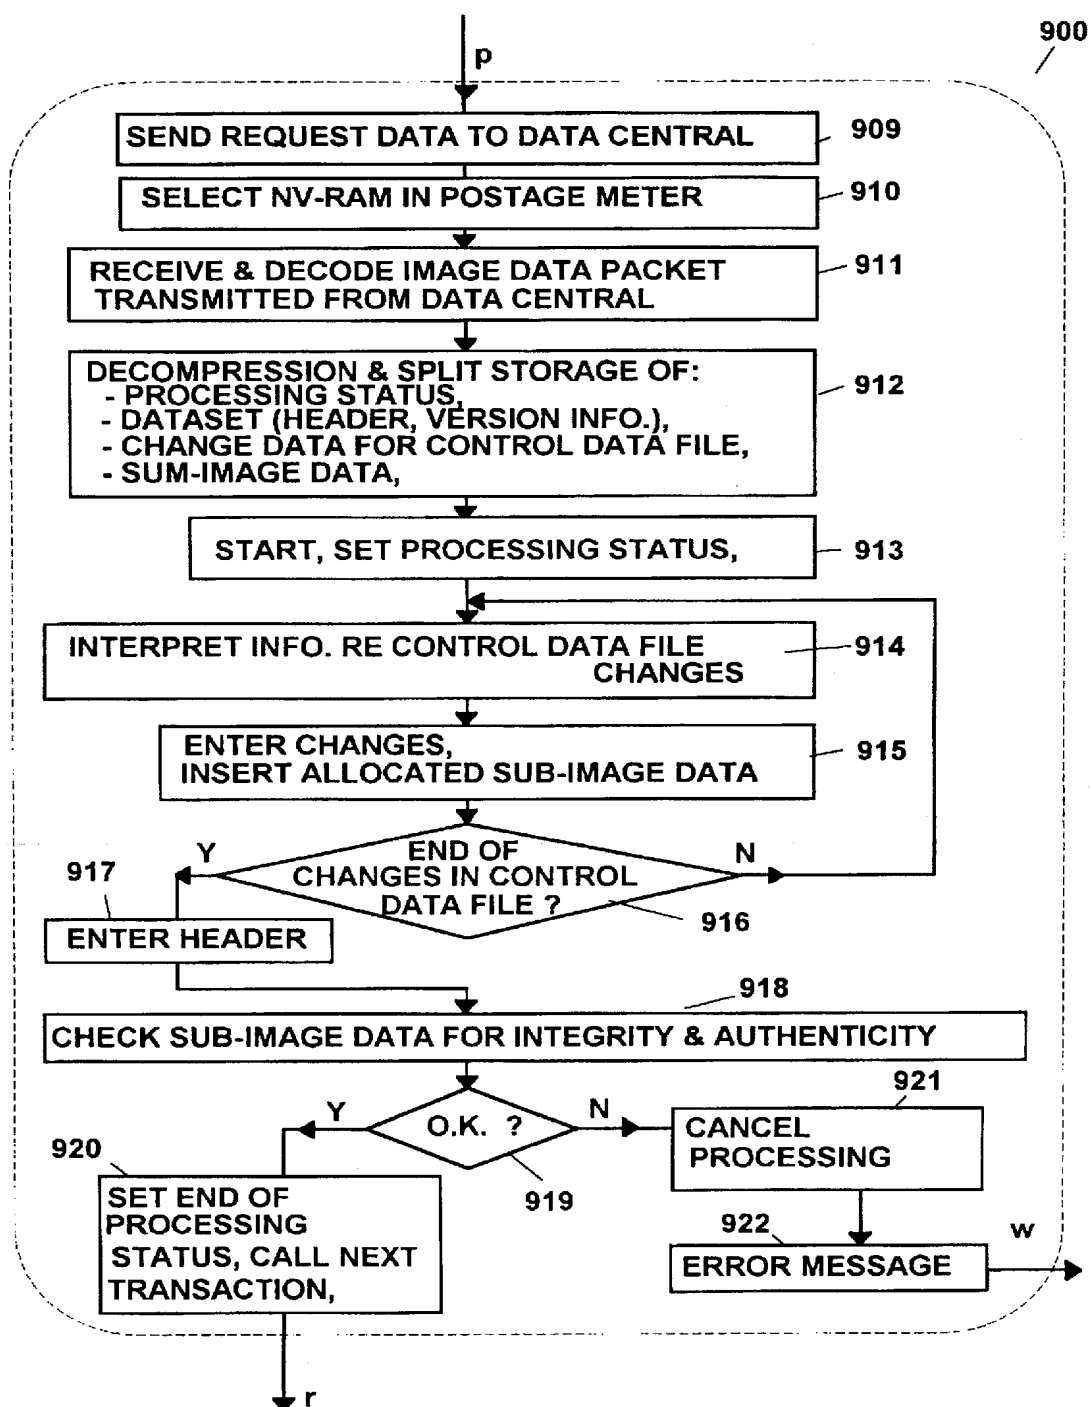 900
p
SEND REQUEST DATA TO DATA CENTRAL
909
SELECT NV-RAM IN POSTAGE METER
910
RECEIVE & DECODE IMAGE DATA PACKET
TRANSMITTED FROM DATA CENTRAL
911
DECOMPRESSION & SPLIT STORAGE OF:
- PROCESSING STATUS,
- DATASET (HEADER, VERSION INFO.),
- CHANGE DATA FOR CONTROL DATA FILE,
- SUM-IMAGE DATA,
912
START, SET PROCESSING STATUS,
913
INTERPRET INFO. RE CONTROL DATA FILE
CHANGES
914
ENTER CHANGES,
INSERT ALLOCATED SUB-IMAGE DATA
915
Y
END OF
CHANGES IN CONTROL
DATA FILE ?
N
916
917
ENTER HEADER
918
CHECK SUB-IMAGE DATA FOR INTEGRITY & AUTHENTICITY
Y
O.K. ?
N
919
920
SET END OF
PROCESSING
STATUS, CALL NEXT
TRANSACTION,
921
CANCEL
PROCESSING
922
ERROR MESSAGE
w
r